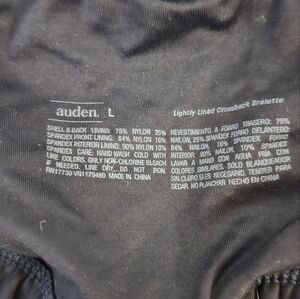 auden. L
SHELL & BACK LINING: 75% NYLON 25%
SPANDEX FRONT LINING: 84% NYLON 16%
SPANDEX INTERIOR LINING: 90% NYLON 10%
SPANDEX CARE: HAND WASH COLD WITH
LIKE COLORS. ONLY NON-CHLORINE BLEACH
IF NEEDED. LINE DRY. DO NOT IRON.
RN17730 VN1179460 MADE IN CHINA
Lightly Lined Crossback Bralette
REVESTIMENTO & FORRO TRASERO: 75%
NAILON, 25% SPANDEX FORRO DELANTERO:
84% NAILON, 16% SPANDEX FORRO
INTERIOR: 90% NAILON, 10% SPANDEX
LAVAR A MANO CON AGUA FRÍA CON
COLORES SIMILARES. SOLO BLANQUEADOR
SIN CLORO SI ES NECESARIO. TENDER PARA
SECAR. NO PLANCHAR. HECHO EN CHINA